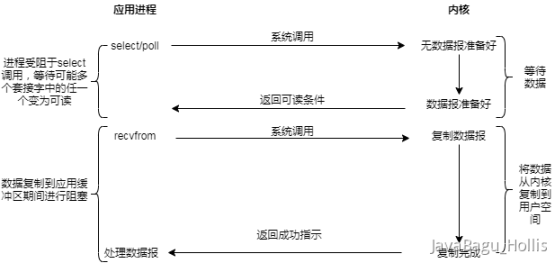 应用进程
内核
select/poll
系统调用
无数据报准备好
进程受阻于select
调用，等待可能多
个套接字中的任一
个变为可读
等待
数据
返回可读条件
数据报准备好
recvfrom
系统调用
复制数据报
数据复制到应用缓
冲区期间进行阻塞
将数据
从内核
复制到
用户空
间
返回成功指示
处理数据报
复制完成
JavaBagu_Hollis